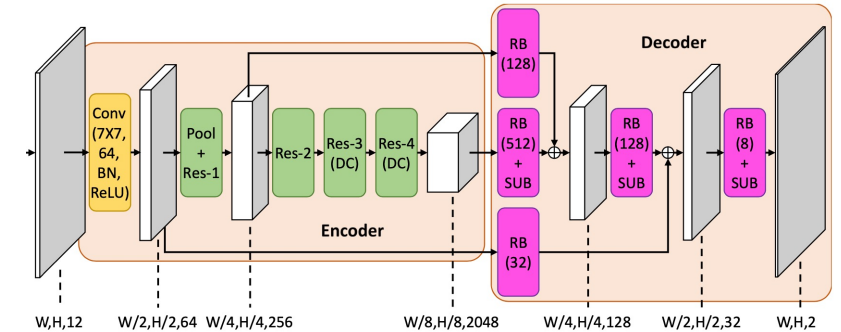 RB
(128)
Decoder
Conv
(7X7,
64,
BN,
ReLU)
Pool
+
Res-1
Res-2
Res-3
(DC)
Res-4
(DC)
RB
(512)
+
SUB
RB
(128)
+
SUB
RB
(8)
+
SUB
Encoder
RB
(32)
W,H,12
W/2,H/2,64
W/4,H/4,256
W/8,H/8,2048
W/4,H/4,128
W/2,H/2,32
W,H,2